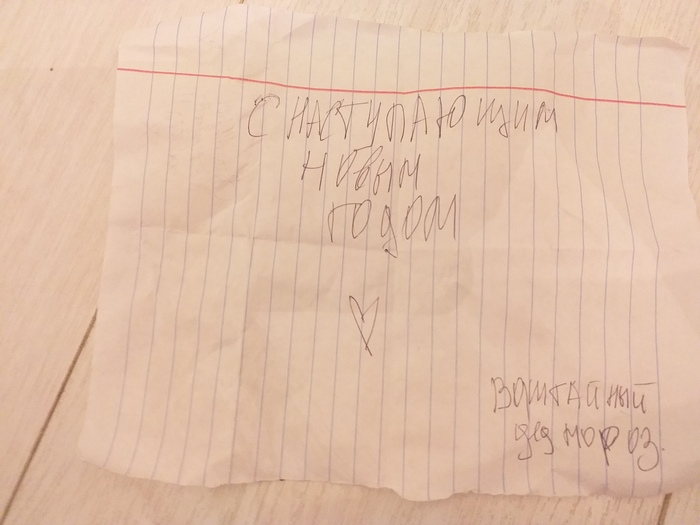 С НАСТУПАЮЩИМ
НОВЫМ
ГОДОМ
Ваш тайный
дед мороз.